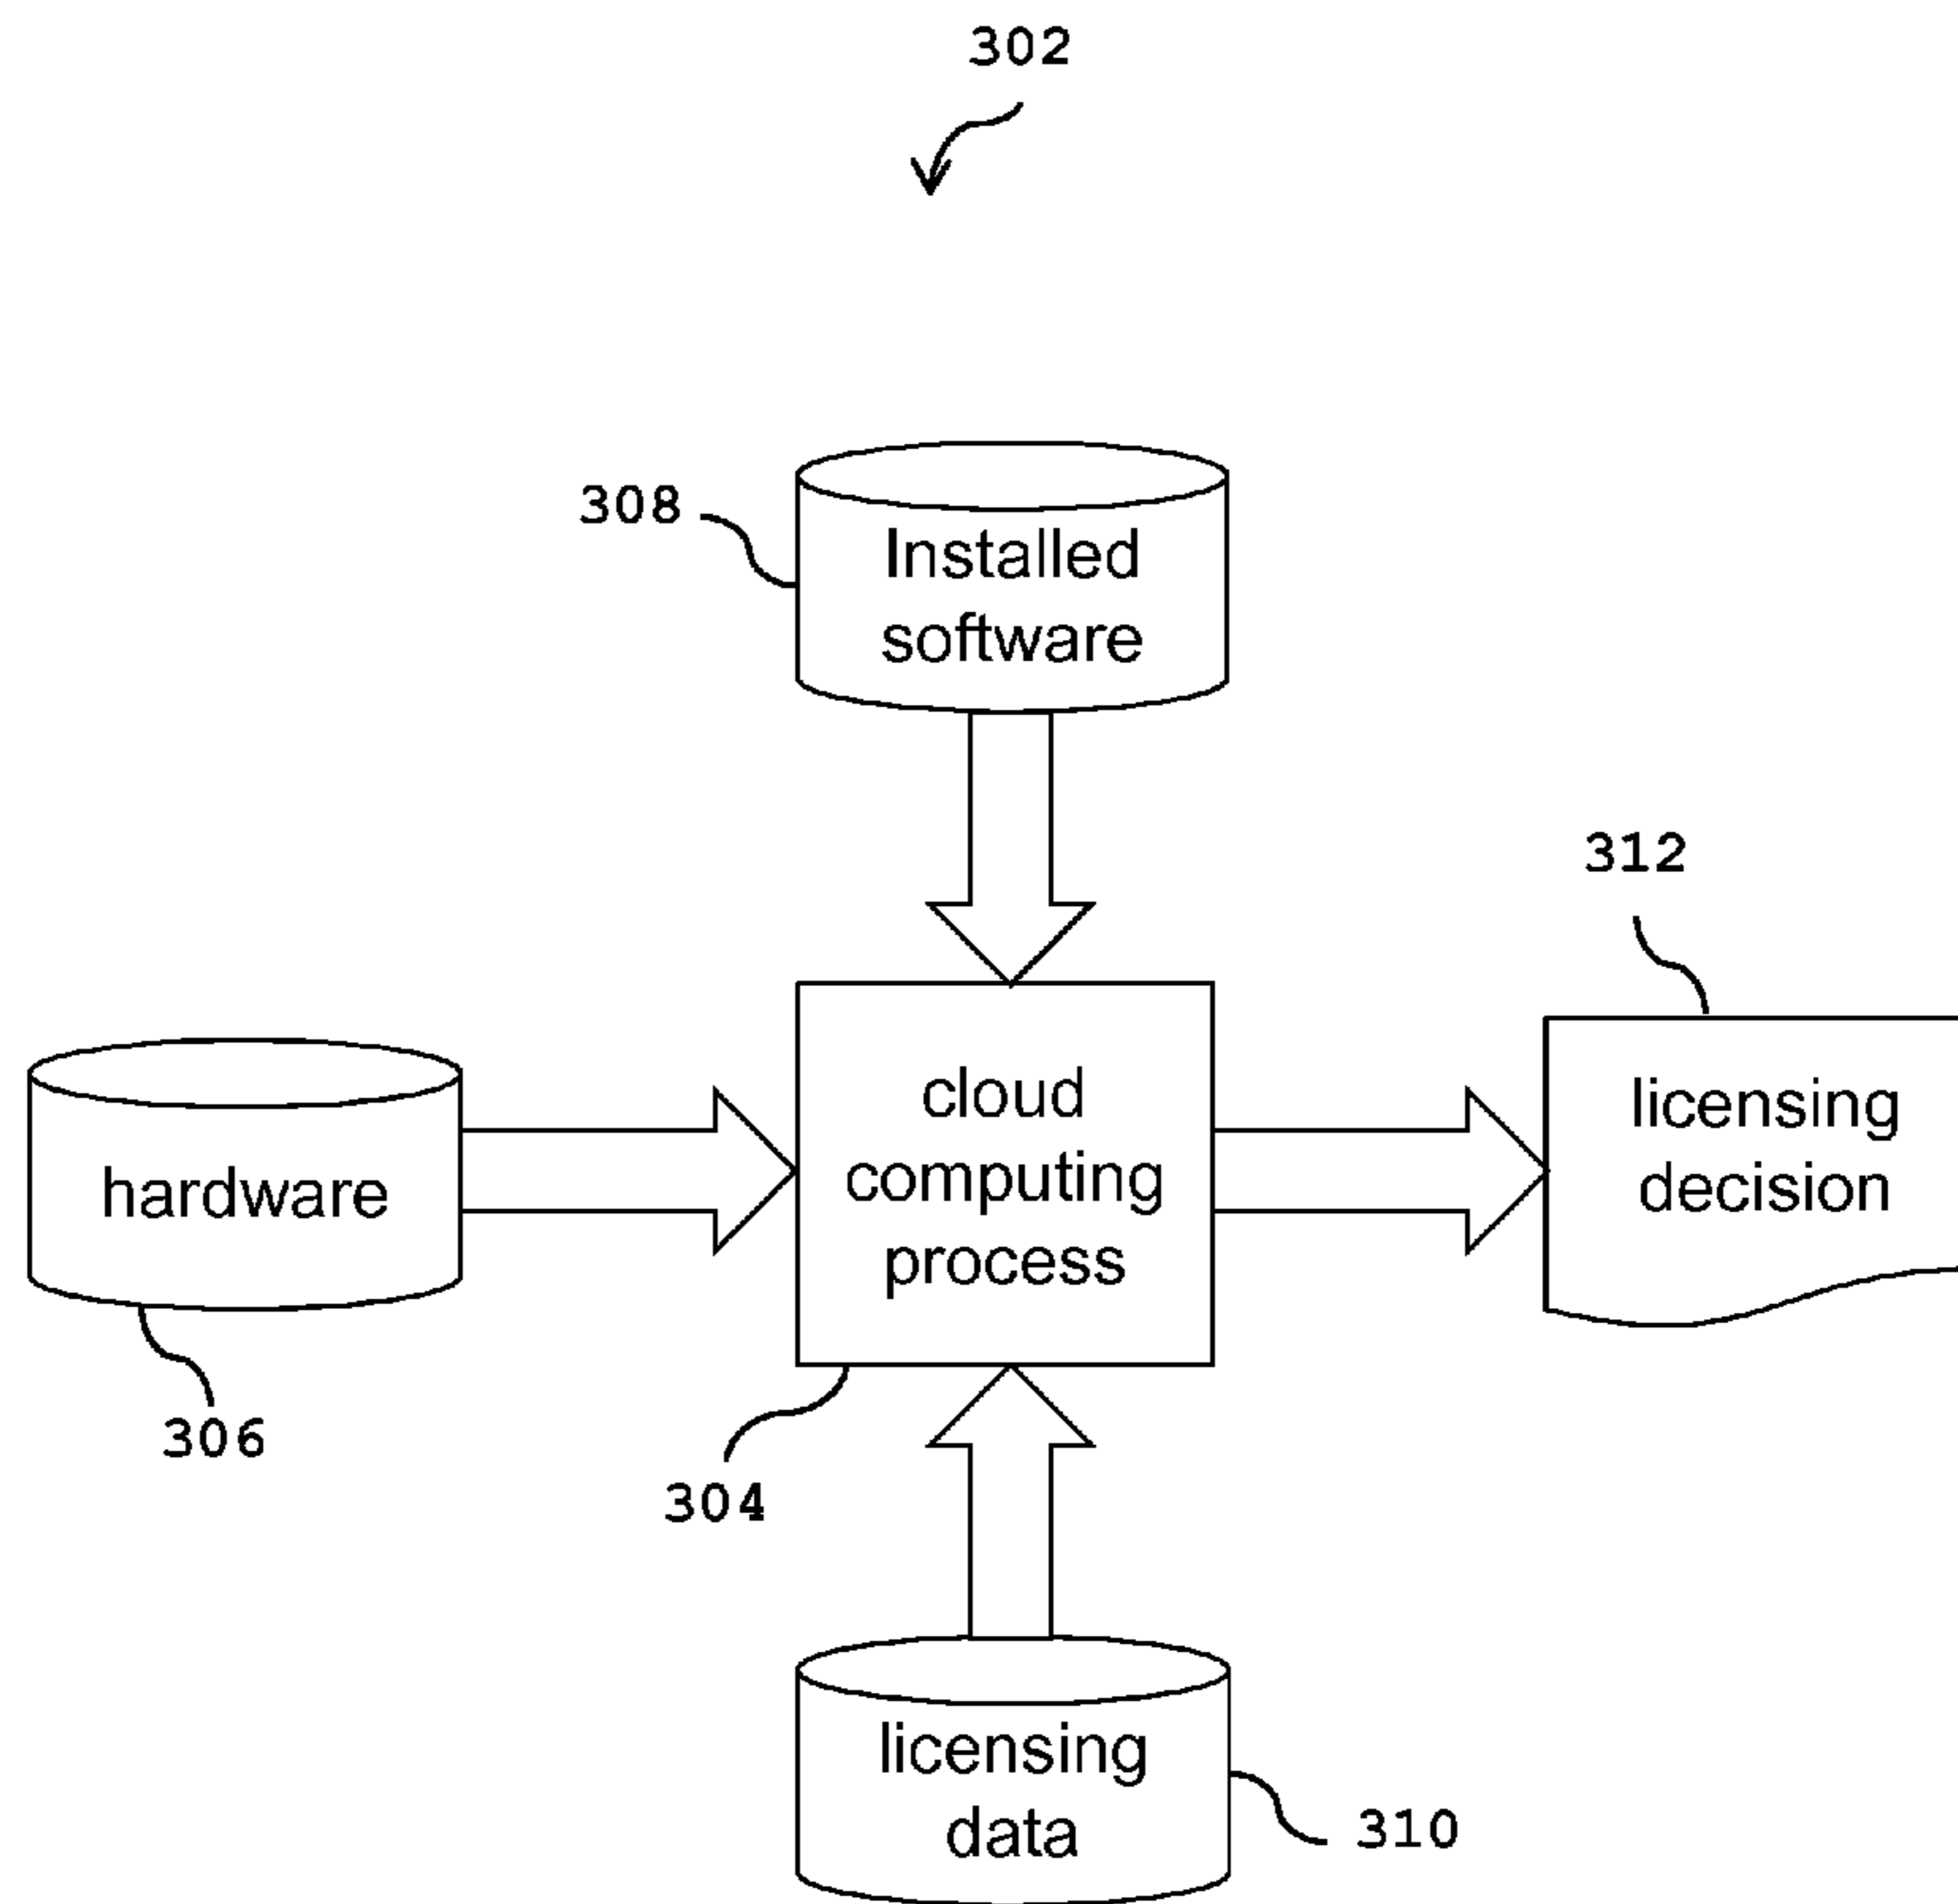 302
308
Installed
software
312
cloud
computing
process
licensing
decision
hardware
306
304
licensing
data
310